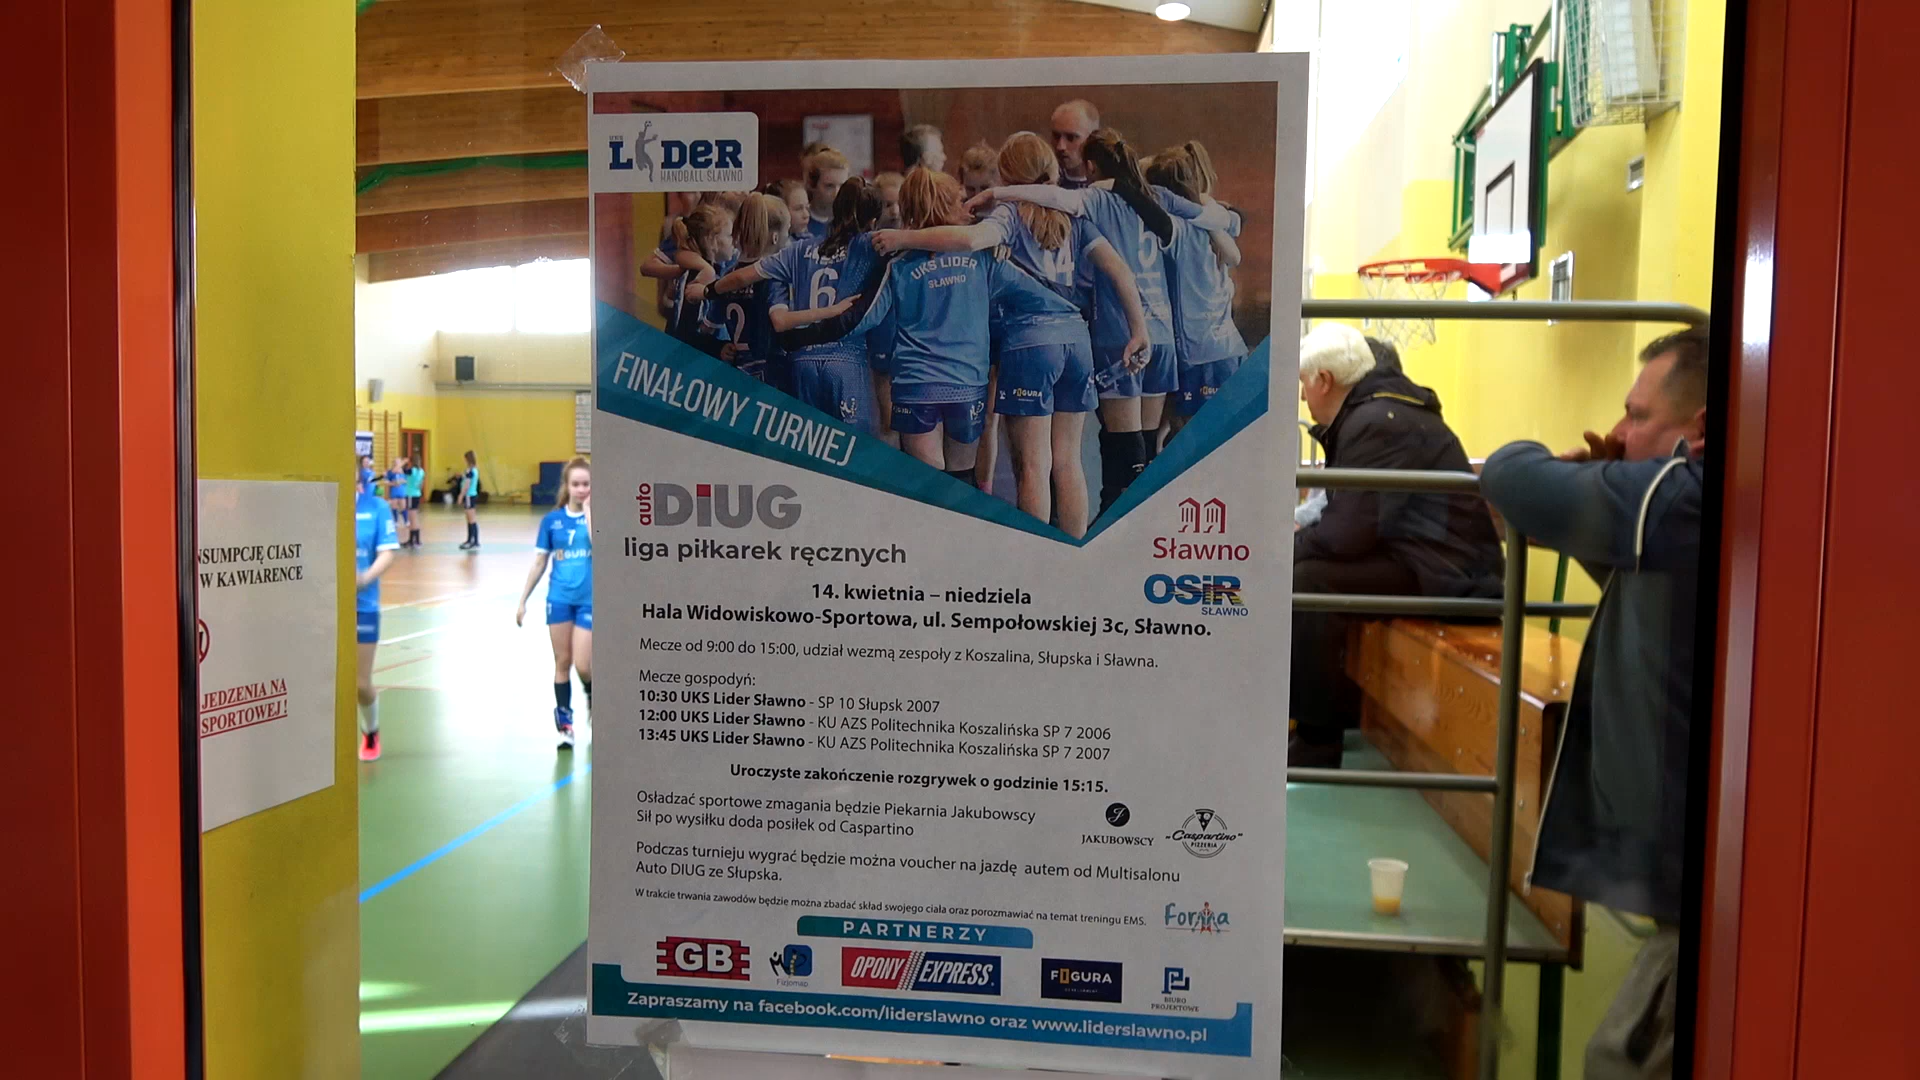 LIDER
HANDBALL SŁAWNO
UKS LIDER
SŁAWNO
6
2
14
5
FINAŁOWY TURNIEJ
auto DiUG
liga piłkarek ręcznych
Sławno
OSiR
SŁAWNO
14. kwietnia – niedziela
Hala Widowiskowo-Sportowa, ul. Sempołowskiej 3c, Sławno.
Mecze od 9:00 do 15:00, udział wezmą zespoły z Koszalina, Słupska i Sławna.
Mecze gospodyń:
10:30 UKS Lider Sławno - SP 10 Słupsk 2007
12:00 UKS Lider Sławno - KU AZS Politechnika Koszalińska SP 7 2006
13:45 UKS Lider Sławno - KU AZS Politechnika Koszalińska SP 7 2007
Uroczyste zakończenie rozgrywek o godzinie 15:15.
Osładzać sportowe zmagania będzie Piekarnia Jakubowscy
Sił po wysiłku doda posiłek od Caspartino
JAKUBOWSCY
Caspartino
PIZZERIA
Podczas turnieju wygrać będzie można voucher na jazdę autem od Multisalonu
Auto DIUG ze Słupska.
W trakcie trwania zawodów będzie można zbadać skład swojego ciała oraz porozmawiać na temat treningu EMS.
Forma
PARTNERZY
GB
Fizjomap
OPONY EXPRESS
FIGURA
BIURO
PROJEKTOWE
Zapraszamy na facebook.com/liderslawno oraz www.liderslawno.pl
NSUMPCJĘ CIAST
W KAWIARENCE
JEDZENIA NA
SPORTOWEJ !
7
GURA